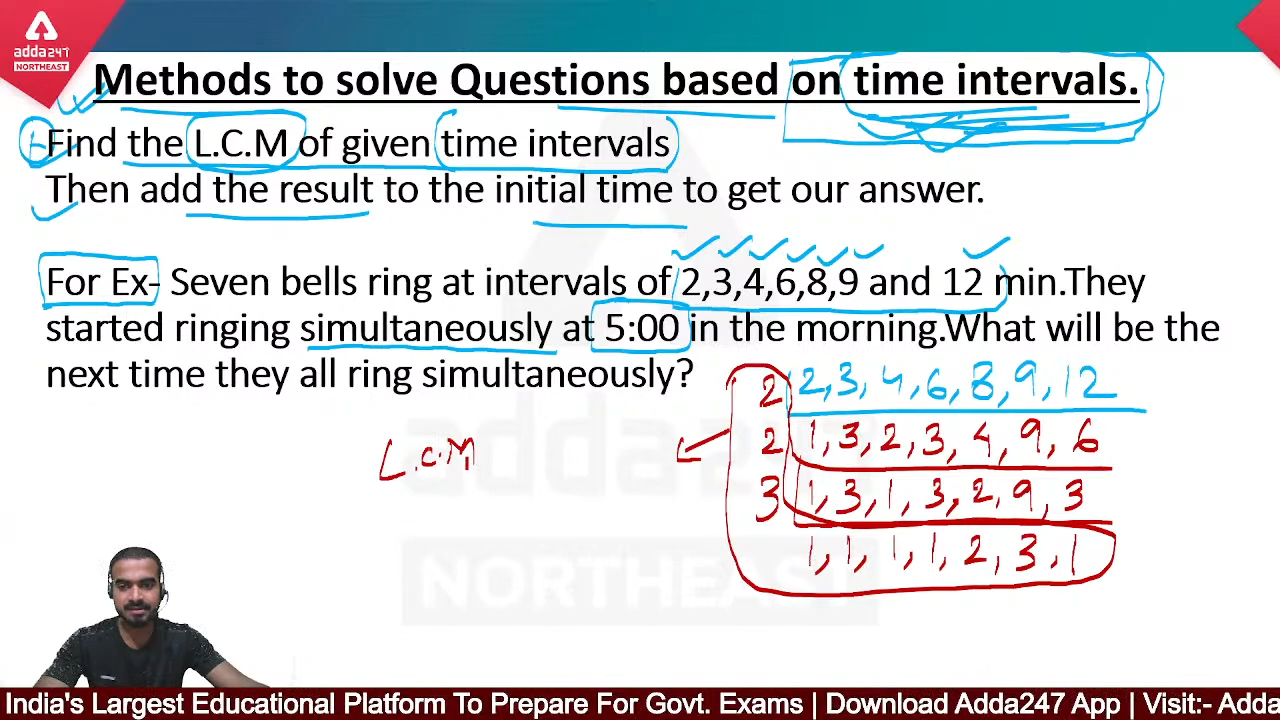 adda247
NORTHEAST
Methods to solve Questions based on time intervals.
1- Find the L.C.M of given time intervals
Then add the result to the initial time to get our answer.
For Ex- Seven bells ring at intervals of 2,3,4,6,8,9 and 12 min.They
started ringing simultaneously at 5:00 in the morning.What will be the
next time they all ring simultaneously?
2 2, 3, 4, 6, 8, 9, 12
2 1, 3, 2, 3, 4, 9, 6
3 1, 3, 1, 3, 2, 9, 3
1, 1, 1, 1, 2, 3, 1
L.C.M
adda247
NORTHEAST
India's Largest Educational Platform To Prepare For Govt. Exams | Download Adda247 App | Visit:- Adda